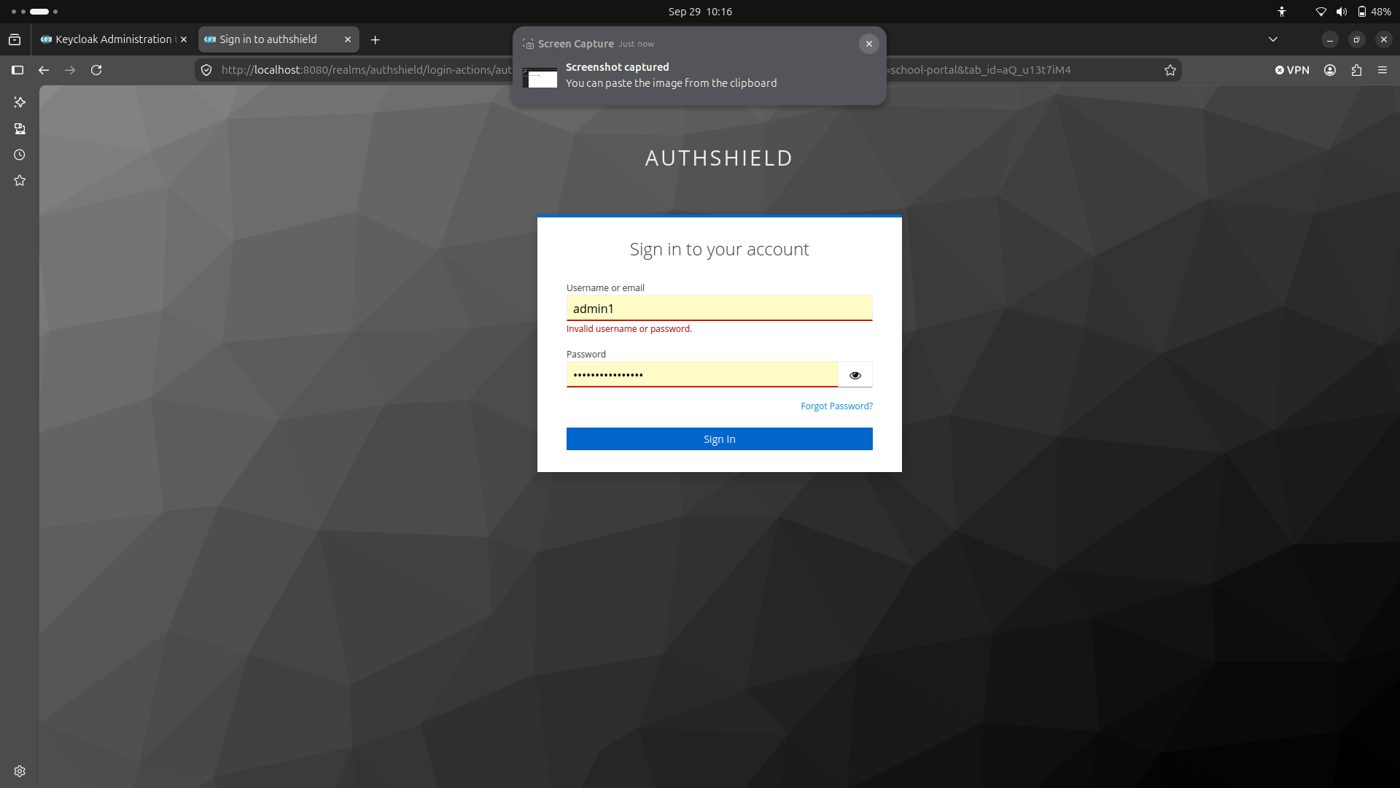 Sep 29 10:16
48%
Keycloak Administration
Sign in to authshield
Screen Capture Just now
Screenshot captured
You can paste the image from the clipboard
http://localhost:8080/realms/authshield/login-actions/aut
=school-portal&tab_id=aQ_u13t7iM4
VPN
AUTHSHIELD
Sign in to your account
Username or email
admin1
Invalid username or password.
Password
Forgot Password?
Sign In